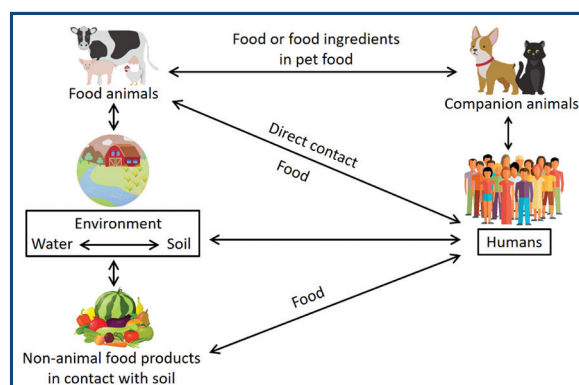 Food or food ingredients
in pet food
Food animals
Companion animals
Direct contact
Food
Environment
Water Soil
Humans
Food
Non-animal food products
in contact with soil